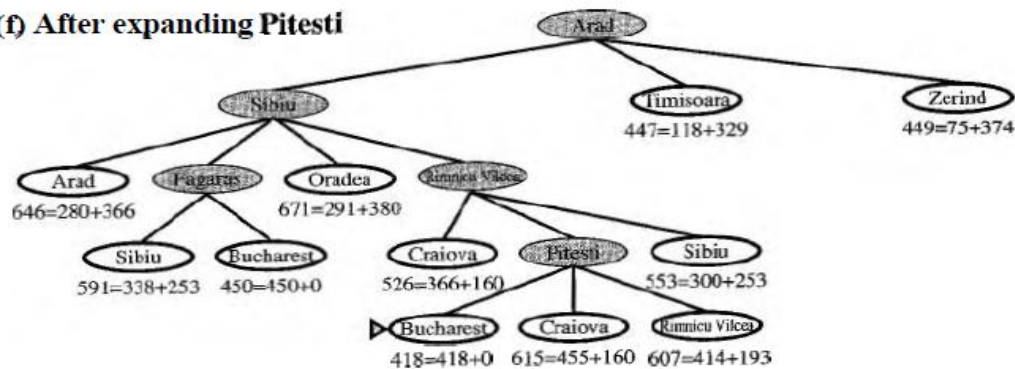 (f) After expanding Pitesti
Arad
Sibiu
Timisoara
Zerind
447=118+329
449=75+374
Arad
Fagaras
Oradea
Rimnicu Vilcea
646=280+366
671=291+380
Sibiu
Bucharest
Craiova
Pitesti
Sibiu
591=338+253
450=450+0
526=366+160
553=300+253
Bucharest
Craiova
Rimnicu Vilcea
418=418+0
615=455+160
607=414+193